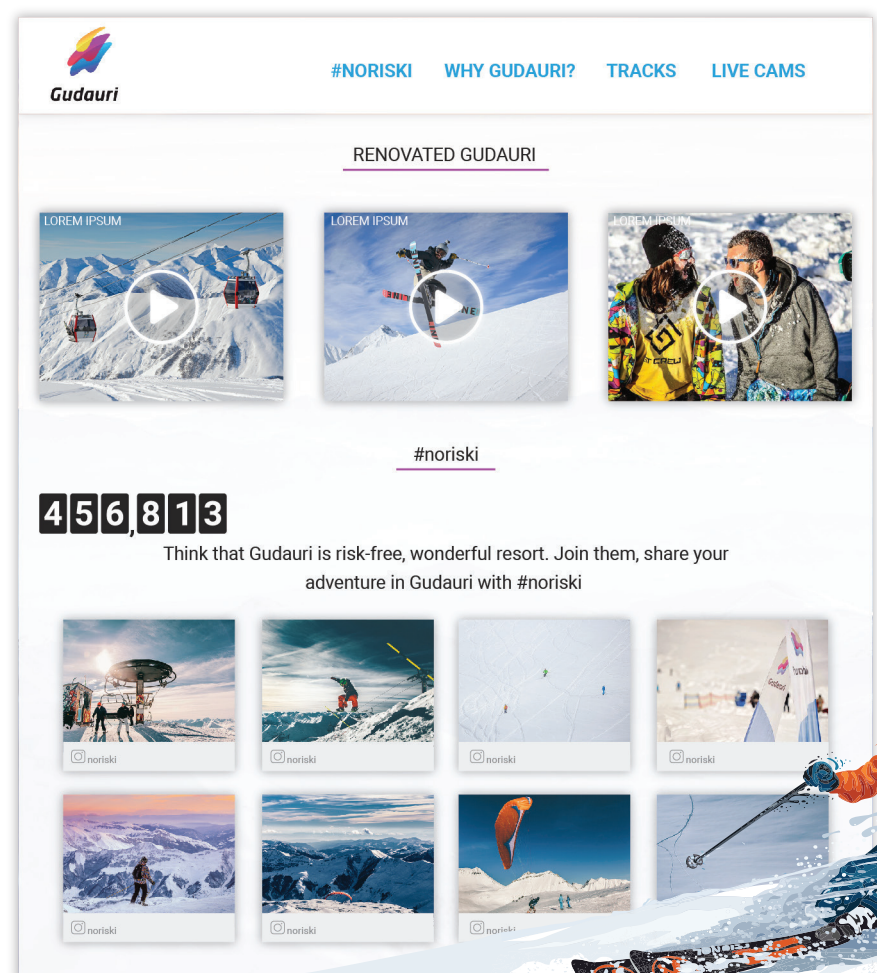 Gudauri
#NORISKI
WHY GUDAURI?
TRACKS
LIVE CAMS
RENOVATED GUDAURI
LOREM IPSUM
LOREM IPSUM
LOREM IPSUM
#noriski
456,813
Think that Gudauri is risk-free, wonderful resort. Join them, share your
adventure in Gudauri with #noriski
noriski
noriski
noriski
noriski
noriski
noriski
noriski